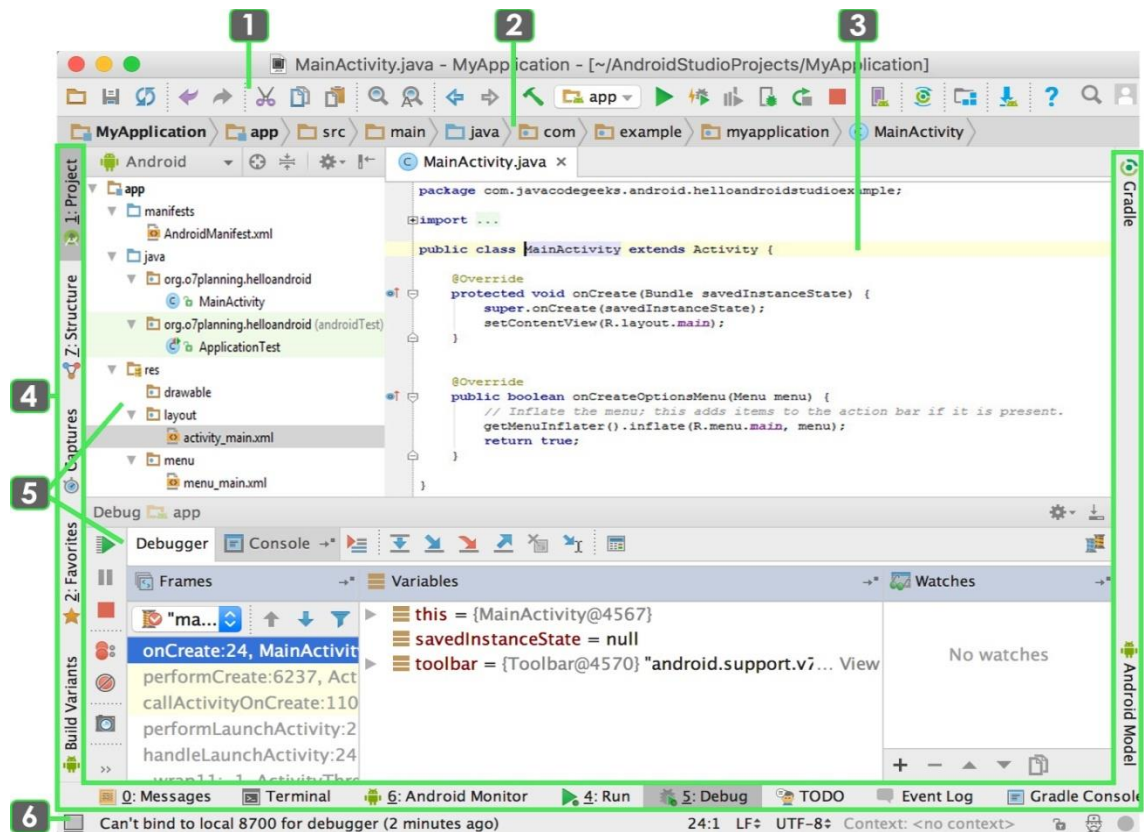 1 2 3
MainActivity.java - MyApplication - [~/AndroidStudioProjects/MyApplication]
app
MyApplication app src main java com example myapplication MainActivity
1: Project
Z: Structure
Captures
2: Favorites
Build Variants
Android
app
manifests
AndroidManifest.xml
java
org.o7planning.helloandroid
MainActivity
org.o7planning.helloandroid (androidTest)
ApplicationTest
res
drawable
layout
activity_main.xml
menu
menu_main.xml
MainActivity.java
package com.javacodegeeks.android.helloandroidstudioexample;
import ...
public class MainActivity extends Activity {
@Override
protected void onCreate(Bundle savedInstanceState) {
super.onCreate(savedInstanceState);
setContentView(R.layout.main);
}
@Override
public boolean onCreateOptionsMenu(Menu menu) {
// Inflate the menu; this adds items to the action bar if it is present.
getMenuInflater().inflate(R.menu.main, menu);
return true;
}
}
Gradle
Android Model
4
5
Debug app
Debugger Console
Frames
"ma...
onCreate:24, MainActivit
performCreate:6237, Act
callActivityOnCreate:110
performLaunchActivity:2
handleLaunchActivity:24
Variables
this = {MainActivity@4567}
savedInstanceState = null
toolbar = {Toolbar@4570} "android.support.v7... View
Watches
No watches
0: Messages Terminal 6: Android Monitor 4: Run 5: Debug TODO Event Log Gradle Console
6
Can't bind to local 8700 for debugger (2 minutes ago) 24:1 LF UTF-8 Context: <no context>